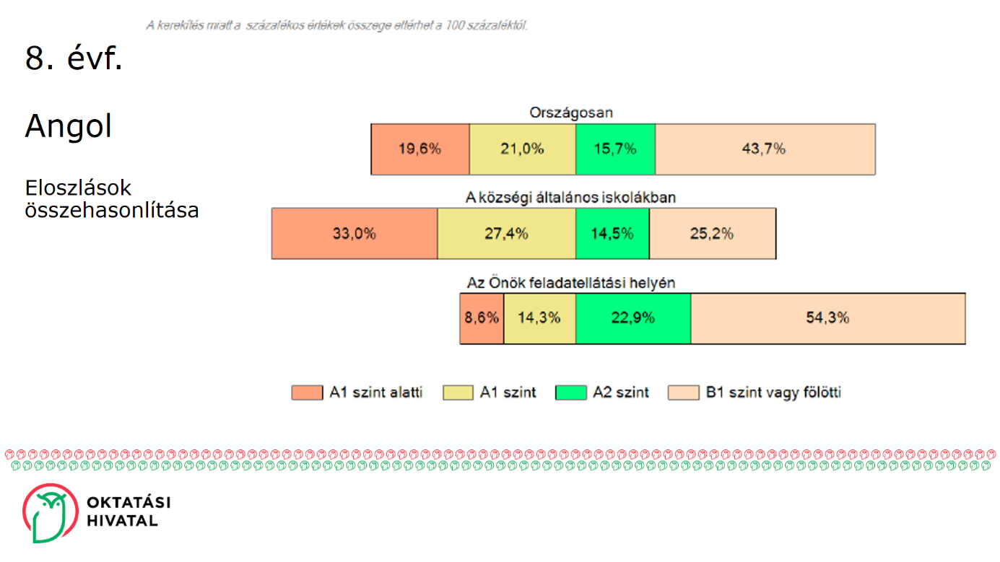 A kerekítés miatt a százalékos értékek összege eltérhet a 100 százaléktól.
8. évf.
Angol
Eloszlások
összehasonlítása
Országosan
19,6% 21,0% 15,7% 43,7%
A községi általános iskolákban
33,0% 27,4% 14,5% 25,2%
Az Önök feladatellátási helyén
8,6% 14,3% 22,9% 54,3%
A1 szint alatti A1 szint A2 szint B1 szint vagy fölötti
OKTATÁSI
HIVATAL